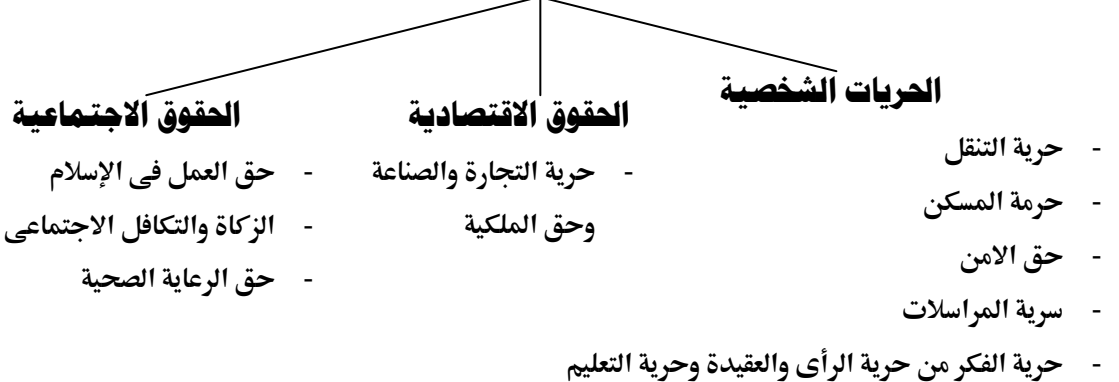 الحريات الشخصية
- حرية التنقل
- حرمة المسكن
- حق الامن
- سرية المراسلات
- حرية الفكر من حرية الرأى والعقيدة وحرية التعليم
الحقوق الاقتصادية
- حرية التجارة والصناعة
وحق الملكية
الحقوق الاجتماعية
- حق العمل فى الإسلام
- الزكاة والتكافل الاجتماعى
- حق الرعاية الصحية